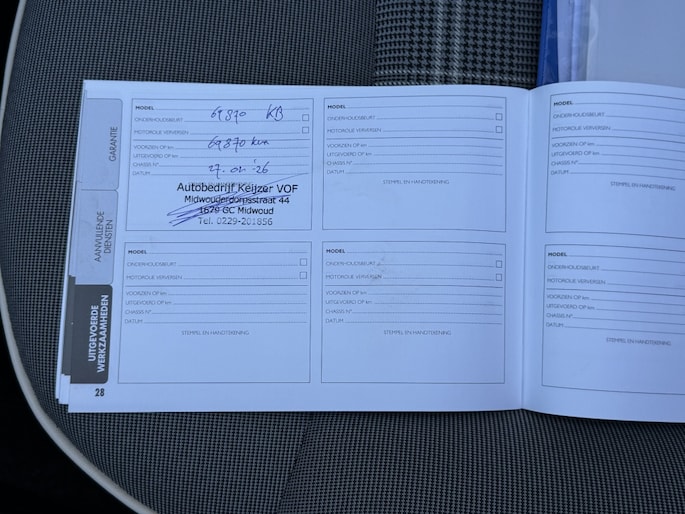 GARANTIE
AANVULLENDE
DIENSTEN
UITGEVOERDE
WERKZAAMHEDEN
28
MODEL 69870 KB
ONDERHOUDSBEURT
MOTOROLIE VERVERSEN
VOORZIEN OP km 69870 km
UITGEVOERD OP km
CHASSIS N°
DATUM 27.01 '26
Autobedrijf Keijzer VOF
Midwouderdorpsstraat 44
1679 GC Midwoud
Tel. 0229-201856
MODEL
ONDERHOUDSBEURT
MOTOROLIE VERVERSEN
VOORZIEN OP km
UITGEVOERD OP km
CHASSIS N°
DATUM
STEMPEL EN HANDTEKENING
MODEL
ONDERHOUDSBEURT
MOTOROLIE VERVERSEN
VOORZIEN OP km
UITGEVOERD OP km
CHASSIS N°
DATUM
STEMPEL EN HANDTEKENING
MODEL
ONDERHOUDSBEURT
MOTOROLIE VERVERSEN
VOORZIEN OP km
UITGEVOERD OP km
CHASSIS N°
DATUM
STEMPEL EN HANDTEKENING
ONDERHOUDSBEURT
MOTOROLIE VERVERSEN
VOORZIEN OP km
UITGEVOERD OP km
CHASSIS N°
DATUM
STEMPEL EN HANDTEKENING
MODEL
ONDERHOUDSBEURT
MOTOROLIE VERVERSEN
VOORZIEN OP km
UITGEVOERD OP km
CHASSIS N°
DATUM
STEMPEL EN HANDTEKENING